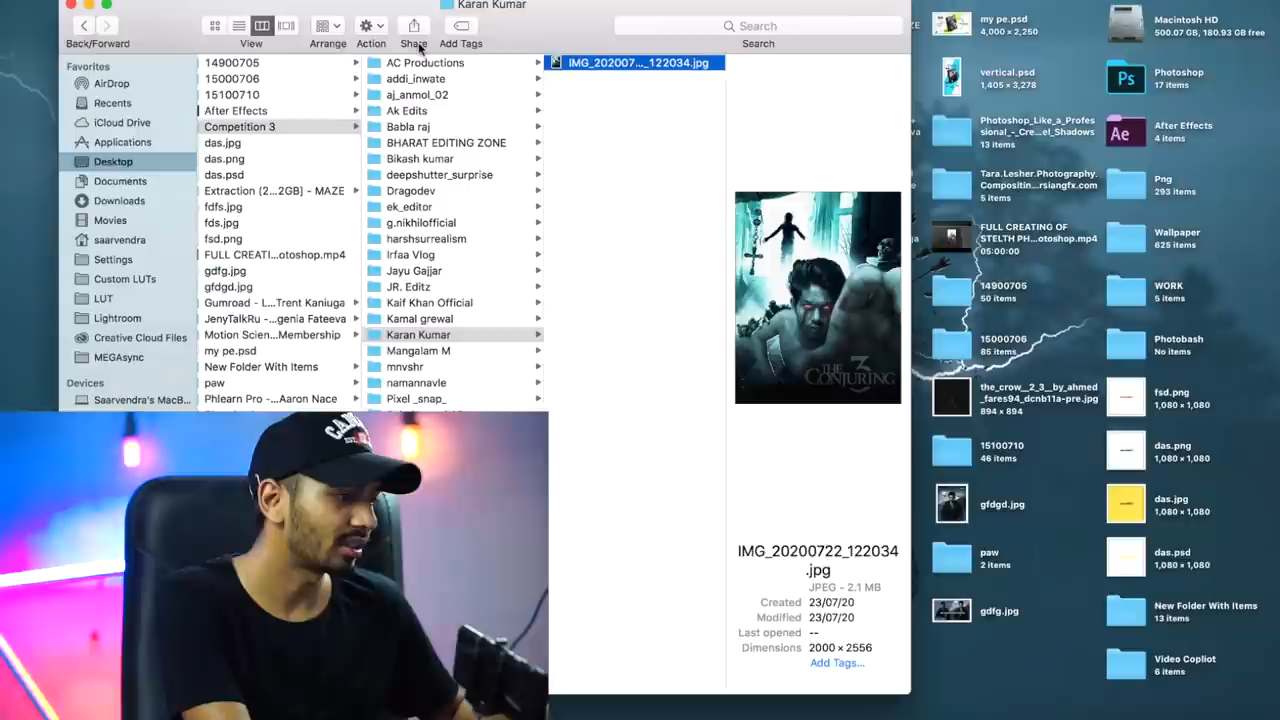 Karan Kumar
Search
Back/Forward
View
Arrange
Action
Share
Add Tags
Search
Favorites
AirDrop
Recents
iCloud Drive
Applications
Desktop
Documents
Downloads
Movies
saarvendra
Settings
Custom LUTs
LUT
Lightroom
Creative Cloud Files
MEGAsync
Devices
Saarvendra's MacB...
14900705
15000706
15100710
After Effects
Competition 3
das.jpg
das.png
das.psd
Extraction (2...2GB) - MAZE
fdfs.jpg
fds.jpg
fsd.png
FULL CREATI...otoshop.mp4
gdfg.jpg
gfdgd.jpg
Gumroad - L...Trent Kaniuga
JenyTalkRu -...genia Fateeva
Motion Scien...Membership
my pe.psd
New Folder With Items
paw
Phlearn Pro -...Aaron Nace
AC Productions
addi_inwate
aj_anmol_02
Ak Edits
Babla raj
BHARAT EDITING ZONE
Bikash kumar
deepshutter_surprise
Dragodev
ek_editor
g.nikhilofficial
harshsurrealism
Irfaa Vlog
Jayu Gajjar
JR. Editz
Kaif Khan Official
Kamal grewal
Karan Kumar
Mangalam M
mnvshr
namannavle
Pixel _snap_
IMG_202007..._122034.jpg
THE
CONJURING
3
IMG_20200722_122034
.jpg
JPEG - 2.1 MB
Created 23/07/20
Modified 23/07/20
Last opened --
Dimensions 2000 × 2556
Add Tags...
my pe.psd
4,000 × 2,250
vertical.psd
1,405 × 3,278
Photoshop_Like_a_Profes
sional_-_Cre...el_Shadows
13 items
Tara.Lesher.Photography.
Compositin...rsiangfx.com
5 items
FULL CREATING OF
STELTH PH...otoshop.mp4
05:00:00
14900705
50 items
15000706
85 items
the_crow__2_3__by_ahmed
_fares94_dcnb11a-pre.jpg
894 × 894
15100710
46 items
gfdgd.jpg
paw
2 items
gdfg.jpg
Macintosh HD
500.07 GB, 180.93 GB free
Ps
Photoshop
17 items
Ae
After Effects
4 items
Png
293 items
Wallpaper
625 items
WORK
5 items
Photobash
No items
fsd.png
1,080 × 1,080
das.png
1,080 × 1,080
das.jpg
1,080 × 1,080
das.psd
1,080 × 1,080
New Folder With Items
13 items
Video Copliot
6 items